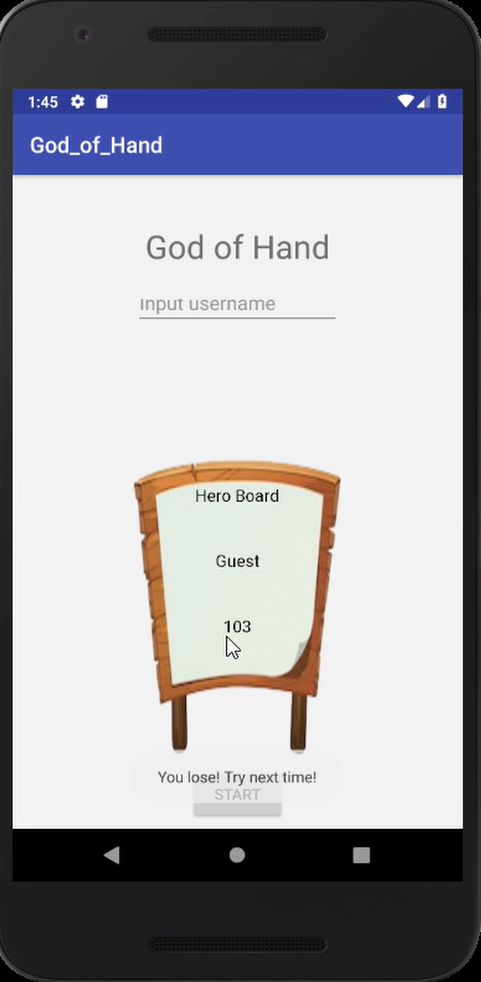 1:45
God_of_Hand
God of Hand
Input username
Hero Board
Guest
103
You lose! Try next time!
START